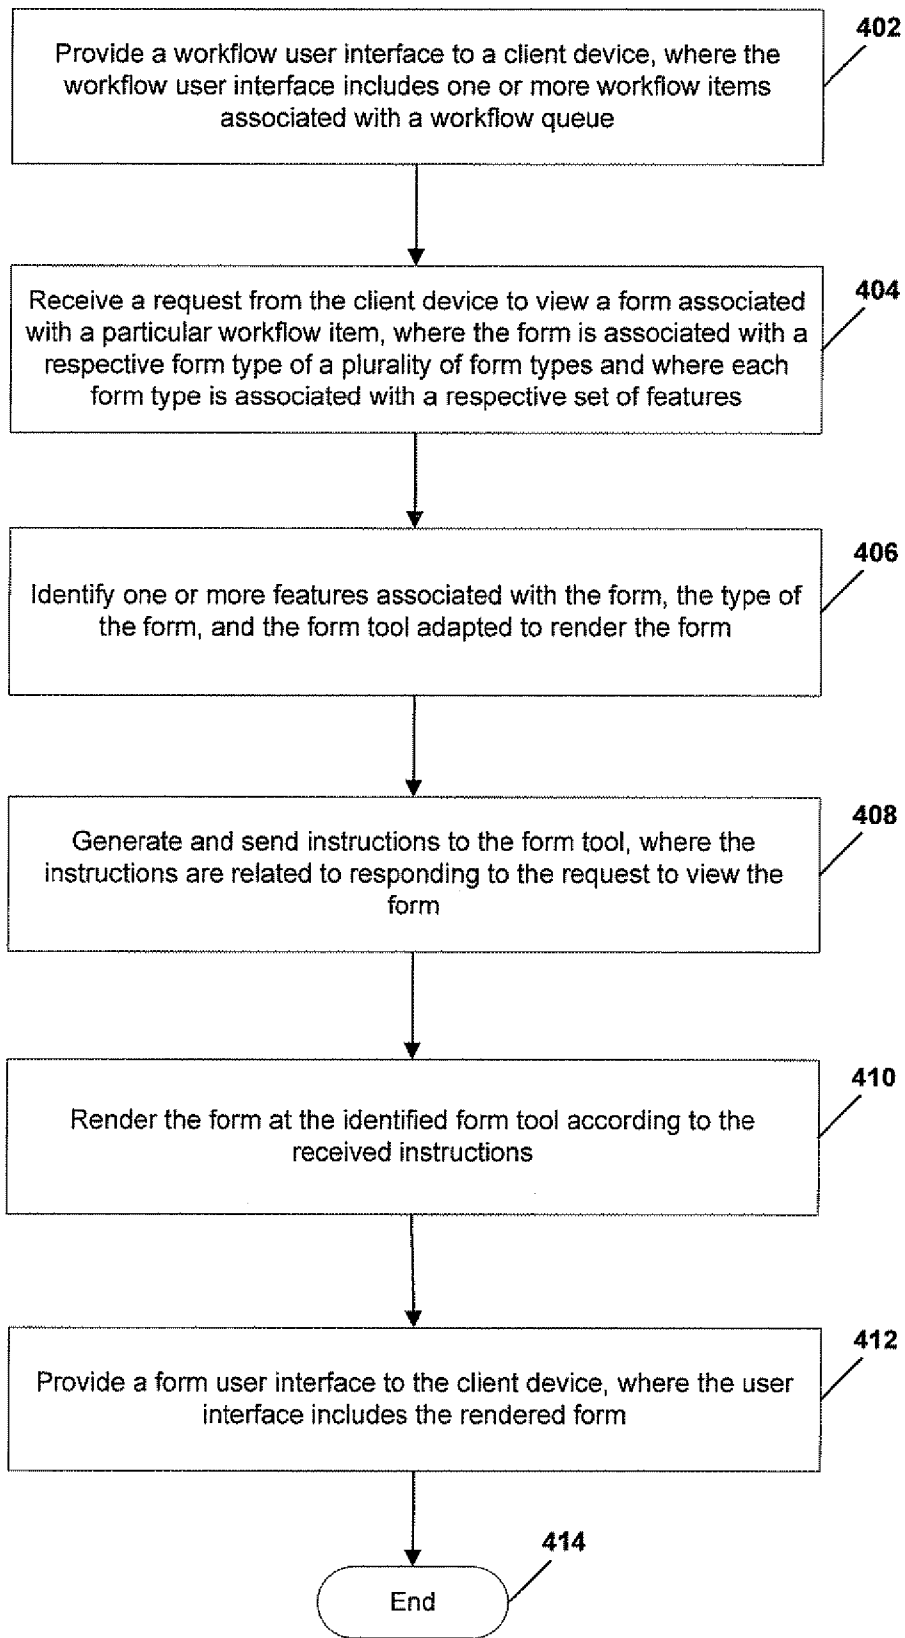 402
Provide a workflow user interface to a client device, where the
workflow user interface includes one or more workflow items
associated with a workflow queue
404
Receive a request from the client device to view a form associated
with a particular workflow item, where the form is associated with a
respective form type of a plurality of form types and where each
form type is associated with a respective set of features
406
Identify one or more features associated with the form, the type of
the form, and the form tool adapted to render the form
408
Generate and send instructions to the form tool, where the
instructions are related to responding to the request to view the
form
410
Render the form at the identified form tool according to the
received instructions
412
Provide a form user interface to the client device, where the user
interface includes the rendered form
414
End